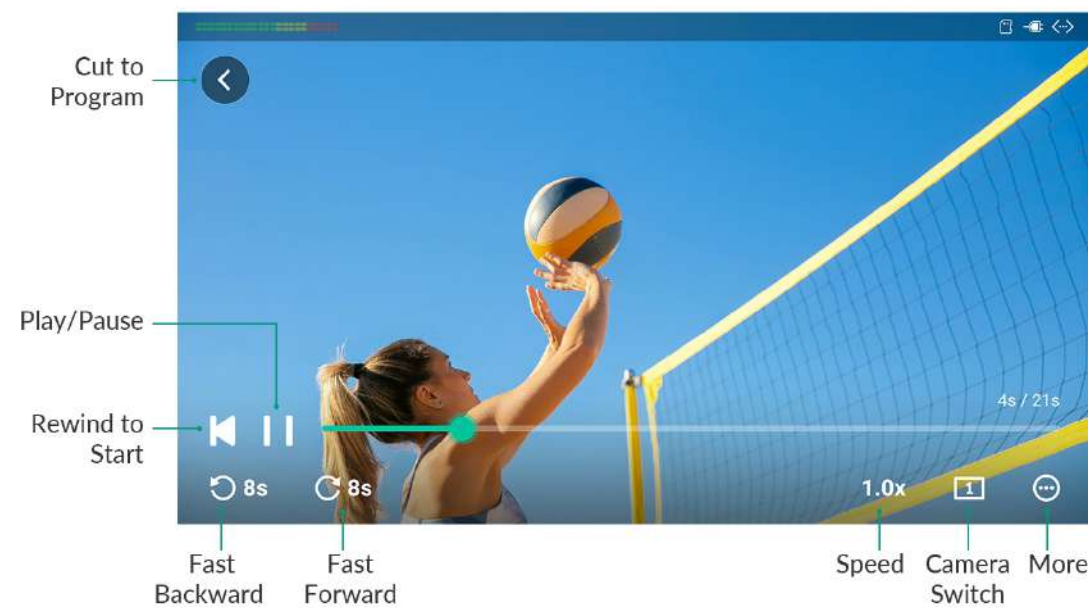 Cut to
Program
Play/Pause
4s / 21s
Rewind to
Start
8s
8s
1.0x
1
Fast
Backward
Fast
Forward
Speed
Camera
Switch
More